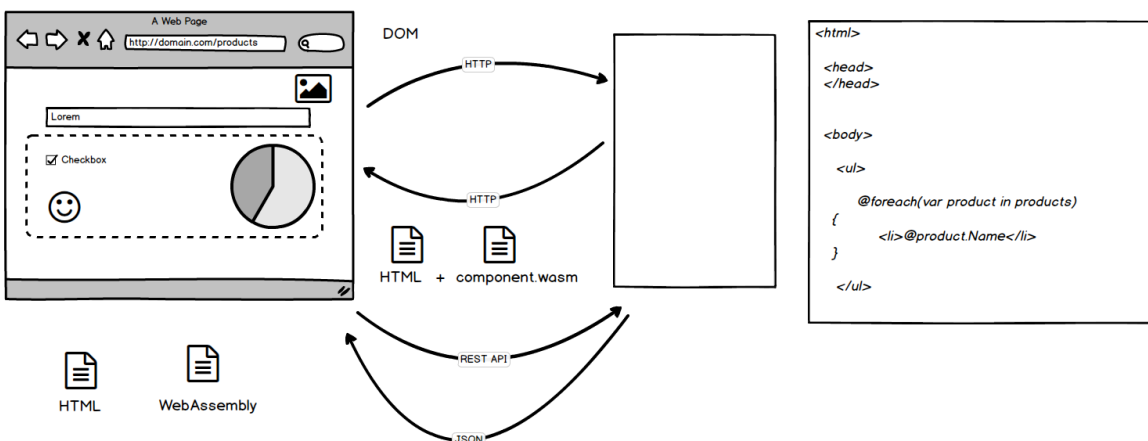 A Web Page
http://domain.com/products
Lorem
Checkbox
HTML
WebAssembly
DOM
HTTP
HTTP
HTML + component.wasm
REST API
JSON
<html>
<head>
</head>
<body>
<ul>
@foreach(var product in products)
{
<li>@product.Name</li>
}
</ul>